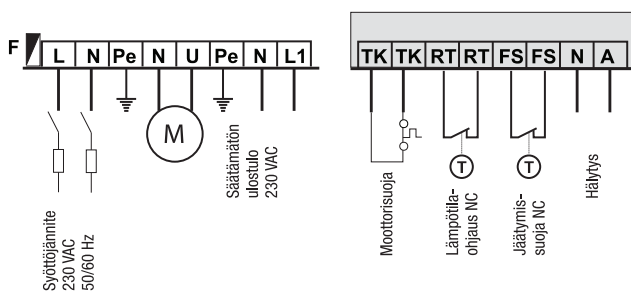 F L N Pe N U Pe N L1
TK TK RT RT FS FS N A
M
T
T
Syöttöjännite
230 VAC
50/60 Hz
Säätämätön
ulostulo
230 VAC
Moottorisuoja
Lämpötila-
ohjaus NC
Jäätymis-
suoja NC
Hälytys